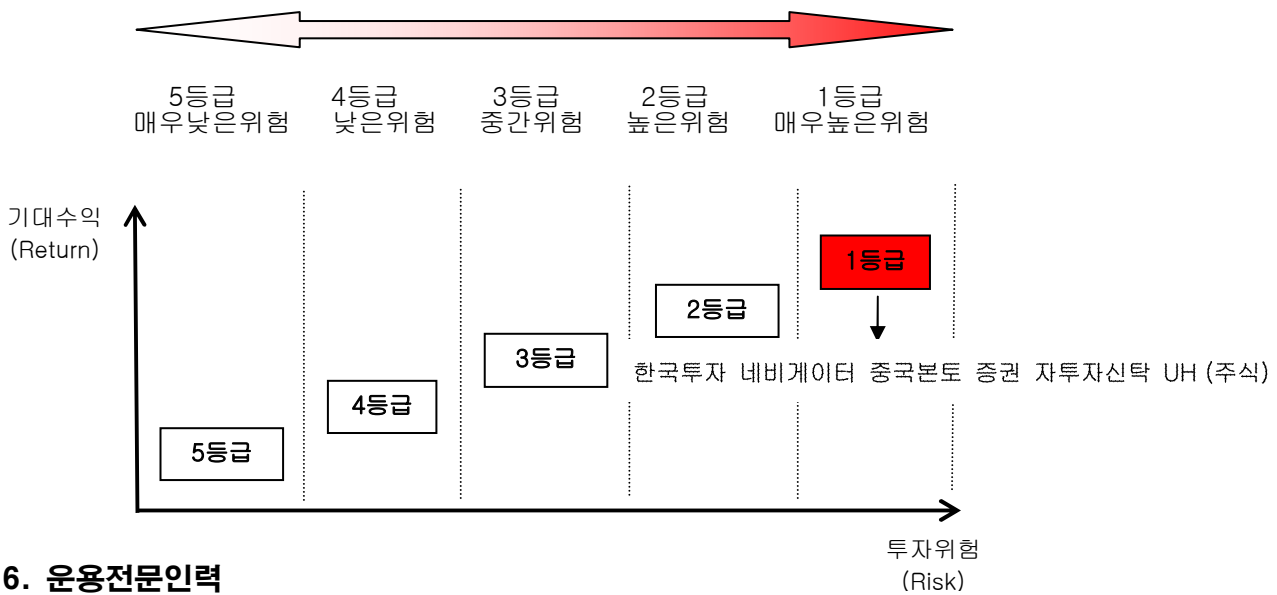 5등급 4등급 3등급 2등급 1등급
매우낮은위험 낮은위험 중간위험 높은위험 매우높은위험
기대수익
(Return)
1등급
2등급
3등급
한국투자 네비게이터 중국본토 증권 자투자신탁 UH (주식)
4등급
5등급
투자위험
(Risk)
6. 운용전문인력